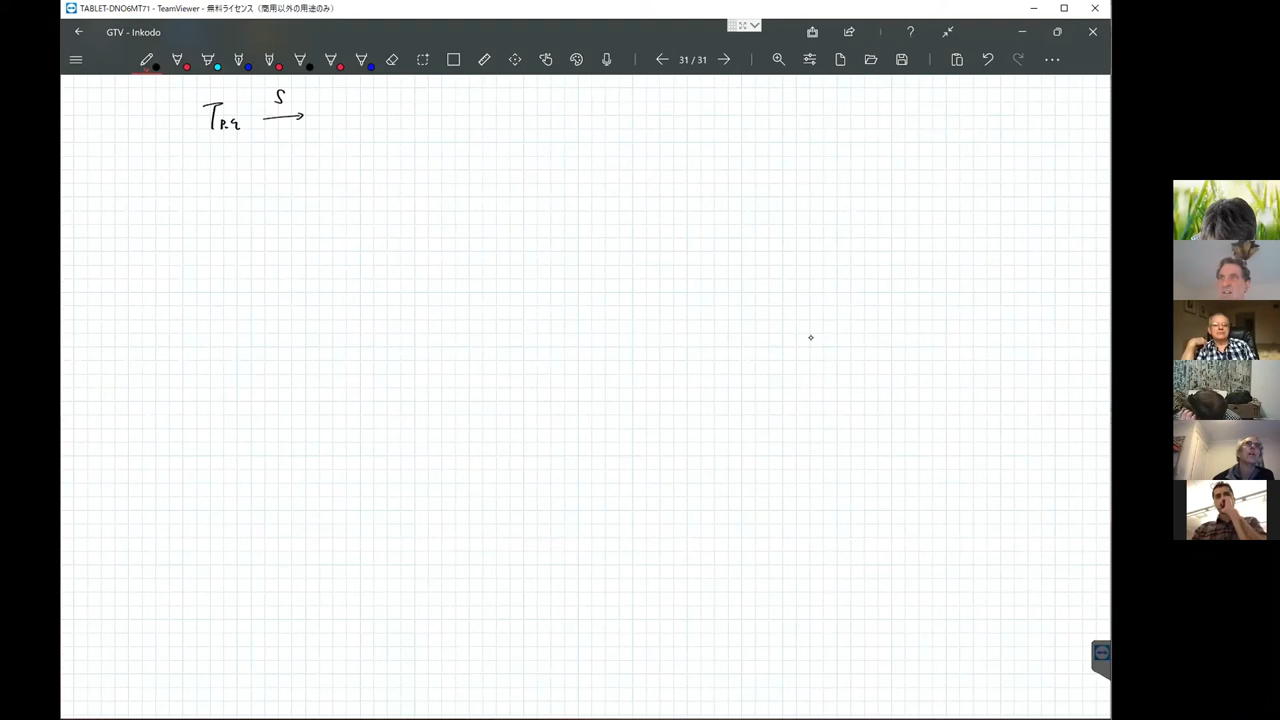 TABLET-DNO6MT71 - TeamViewer - 無料ライセンス (商用以外の用途のみ)
GTV - Inkodo
31 / 31
S
T_{p,q} →